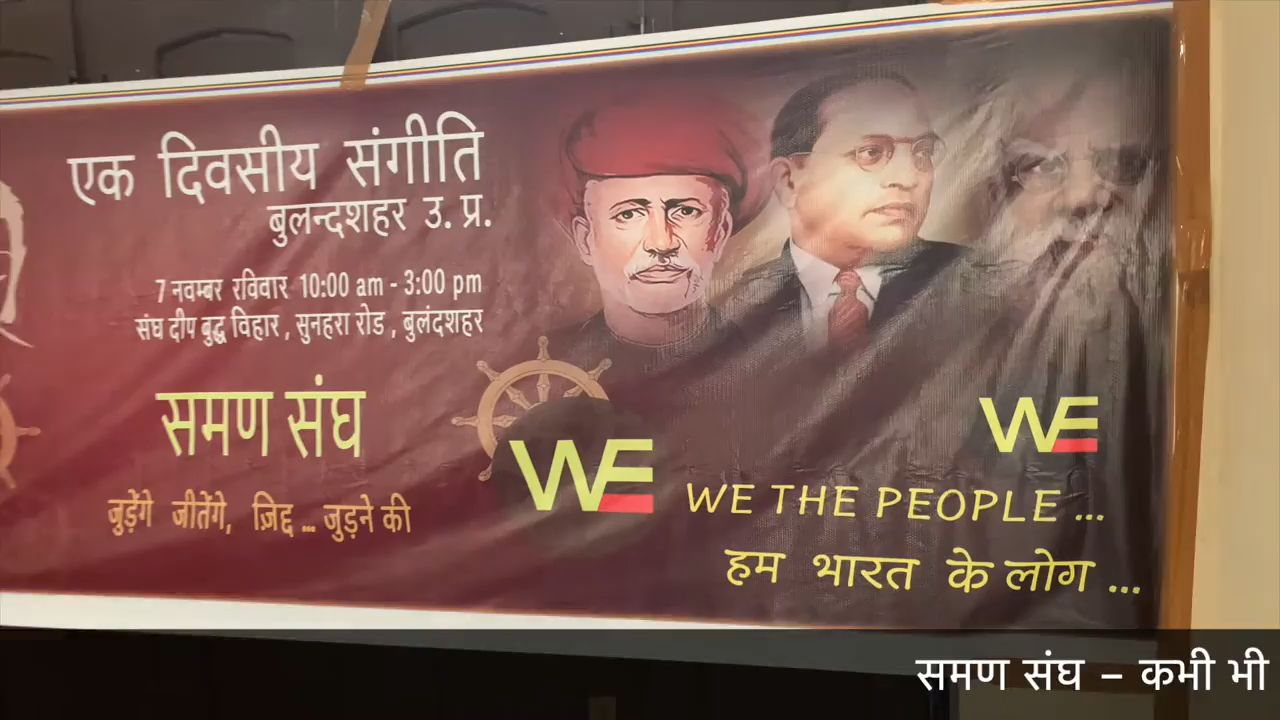 एक दिवसीय संगीति
बुलन्दशहर उ. प्र.
7 नवम्बर रविवार 10:00 am - 3:00 pm
संघ दीप बुद्ध विहार , सुनहरा रोड , बुलंदशहर
समण संघ
जुड़ेंगे जीतेंगे, ज़िद्द ... जुड़ने की
WE
WE
WE THE PEOPLE ...
हम भारत के लोग ...
समण संघ – कभी भी